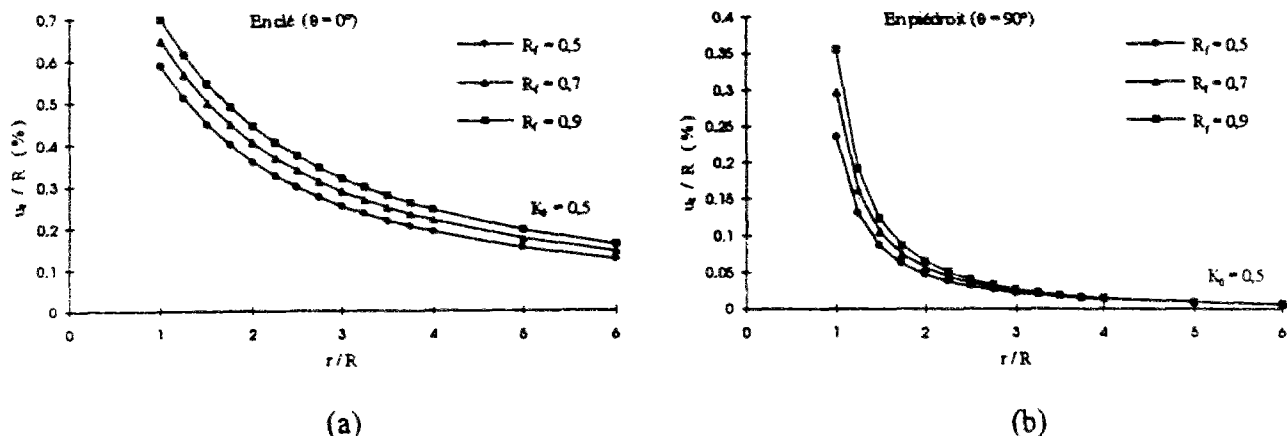 En clé (θ = 0°)
0.7
0.6
0.5
0.4
0.3
0.2
0.1
0
u_r / R (%)
R_f = 0,5
R_f = 0,7
R_f = 0,9
K_0 = 0,5
0 1 2 3 4 5 6
r / R
(a)
En piédroit (θ = 90°)
0.4
0.35
0.3
0.25
0.2
0.15
0.1
0.05
0
u_r / R (%)
R_f = 0,5
R_f = 0,7
R_f = 0,9
K_0 = 0,5
0 1 2 3 4 5 6
r / R
(b)